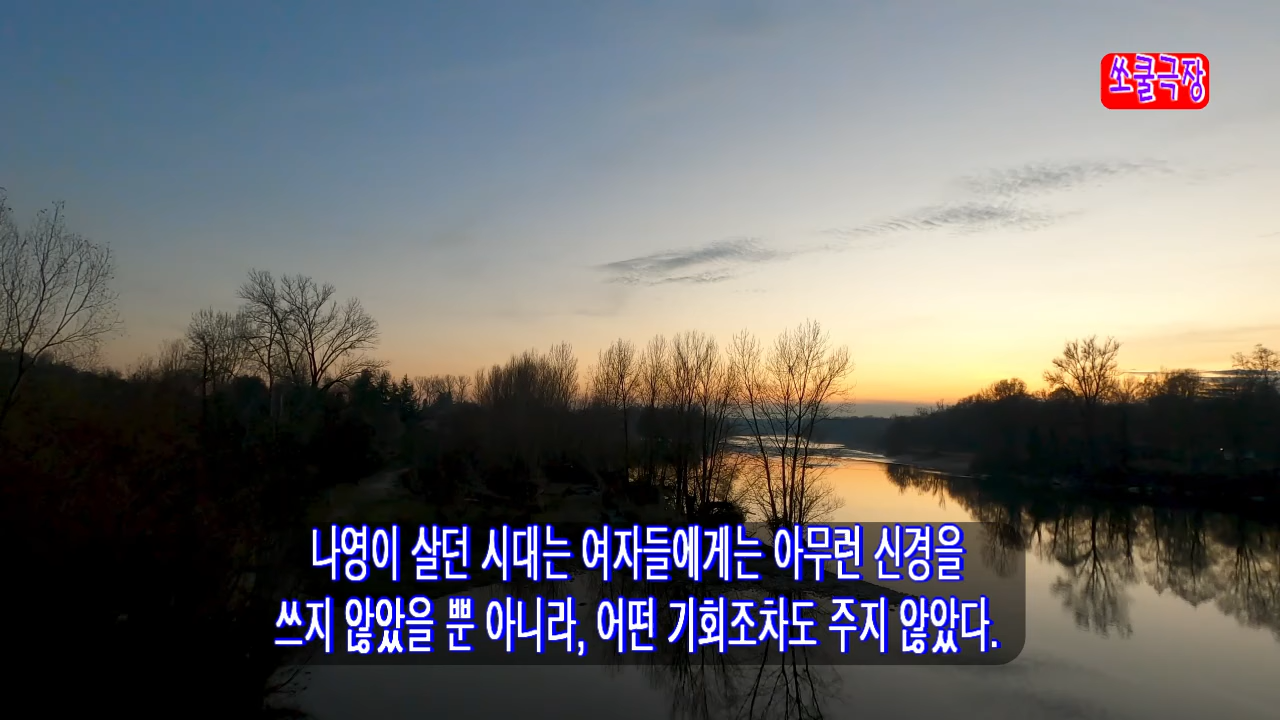 쏘쿨극장
나영이 살던 시대는 여자들에게는 아무런 신경을
쓰지 않았을 뿐 아니라, 어떤 기회조차도 주지 않았다.